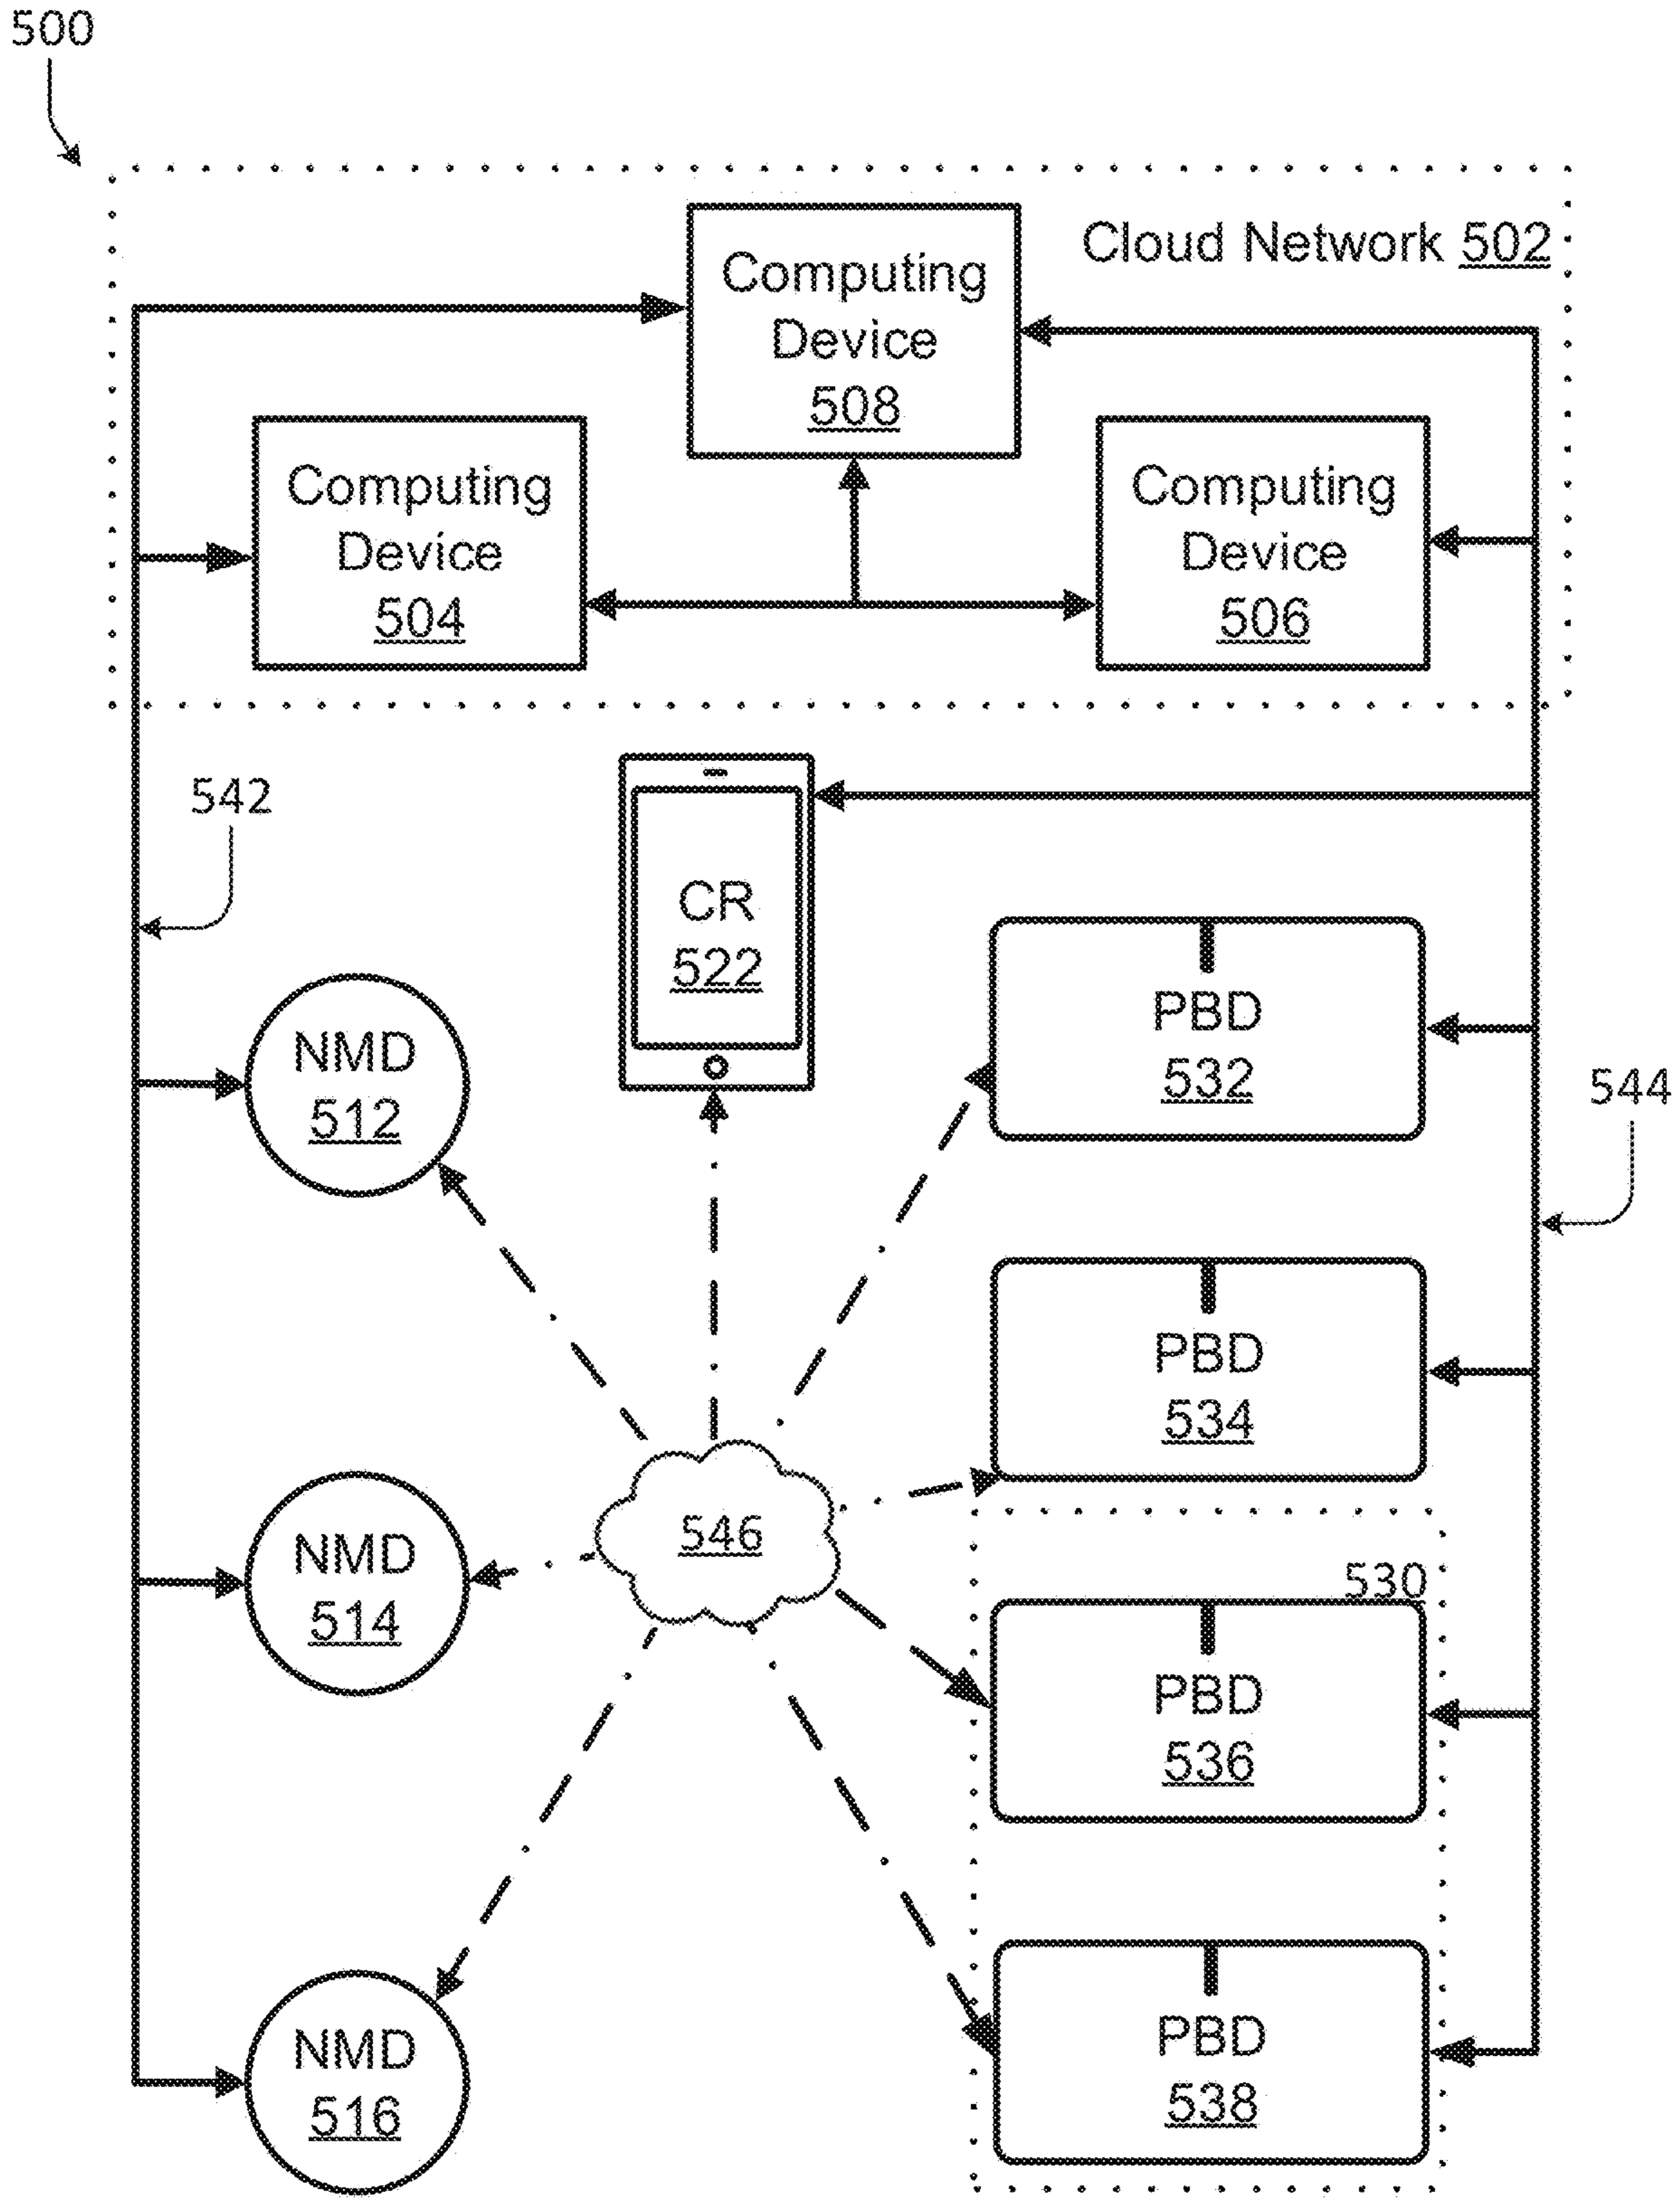 500
Cloud Network 502
Computing
Device
508
Computing
Device
504
Computing
Device
506
542
CR
522
NMD
512
PBD
532
544
PBD
534
NMD
514
546
530
PBD
536
NMD
516
PBD
538